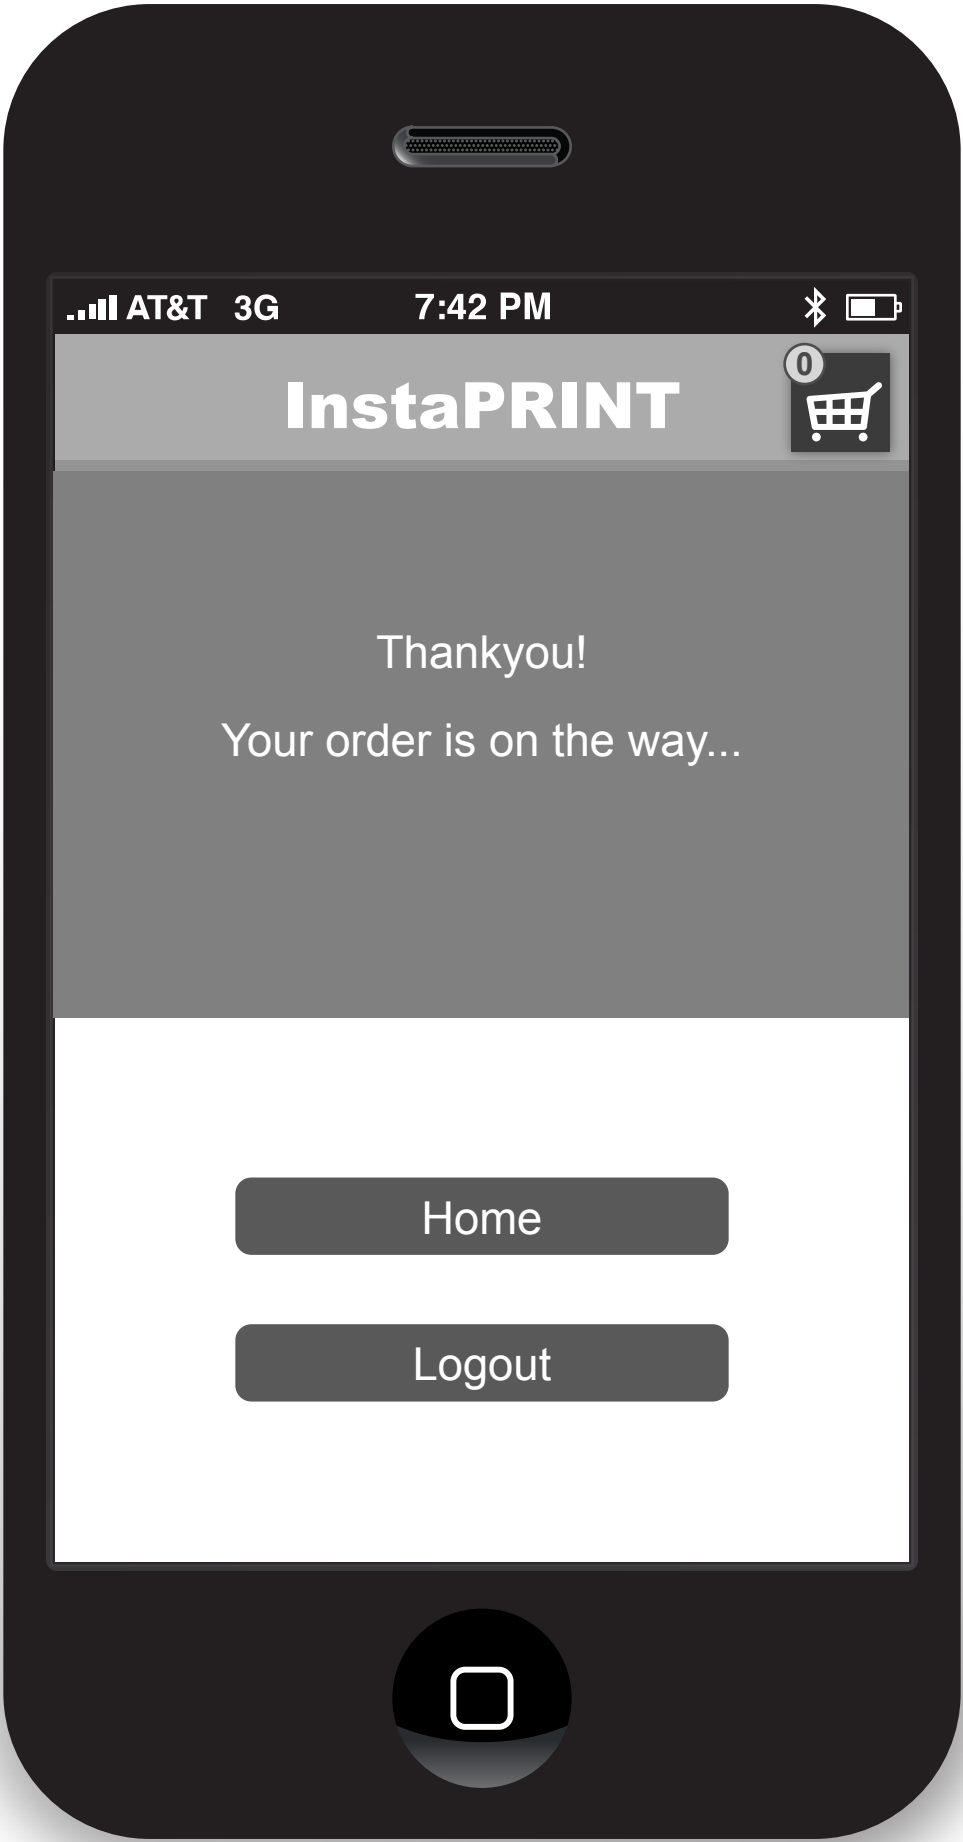 AT&T 3G 7:42 PM
InstaPRINT
0
Thankyou!
Your order is on the way...
Home
Logout